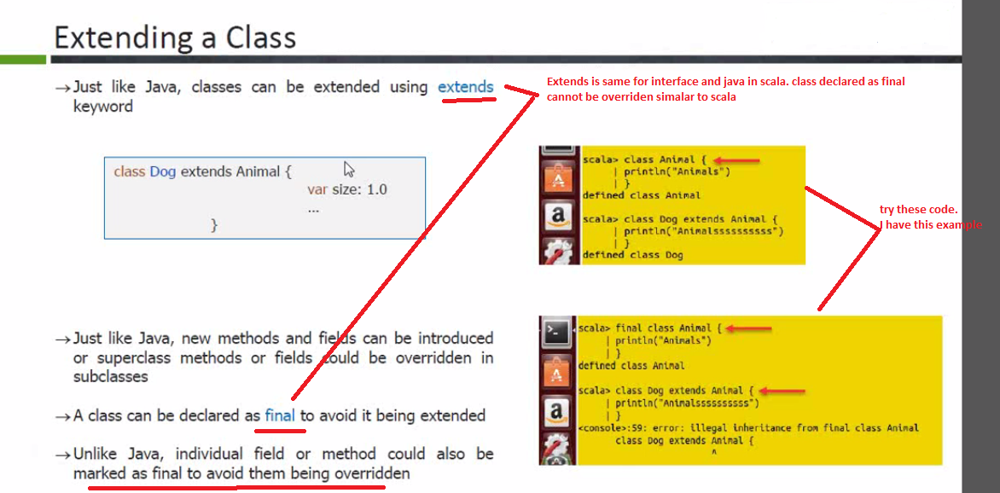 Extending a Class
→Just like Java, classes can be extended using extends
keyword
Extends is same for interface and java in scala. class declared as final
cannot be overriden simalar to scala
class Dog extends Animal {
var size: 1.0
...
}
scala> class Animal {
| println("Animals")
| }
defined class Animal
scala> class Dog extends Animal {
| println("Animalssssssssss")
| }
defined class Dog
try these code.
I have this example
→Just like Java, new methods and fields can be introduced
or superclass methods or fields could be overridden in
subclasses
→A class can be declared as final to avoid it being extended
→Unlike Java, individual field or method could also be
marked as final to avoid them being overridden
scala> final class Animal {
| println("Animals")
| }
defined class Animal
scala> class Dog extends Animal {
| println("Animalssssssssss")
| }
<console>:59: error: illegal inheritance from final class Animal
class Dog extends Animal {
^